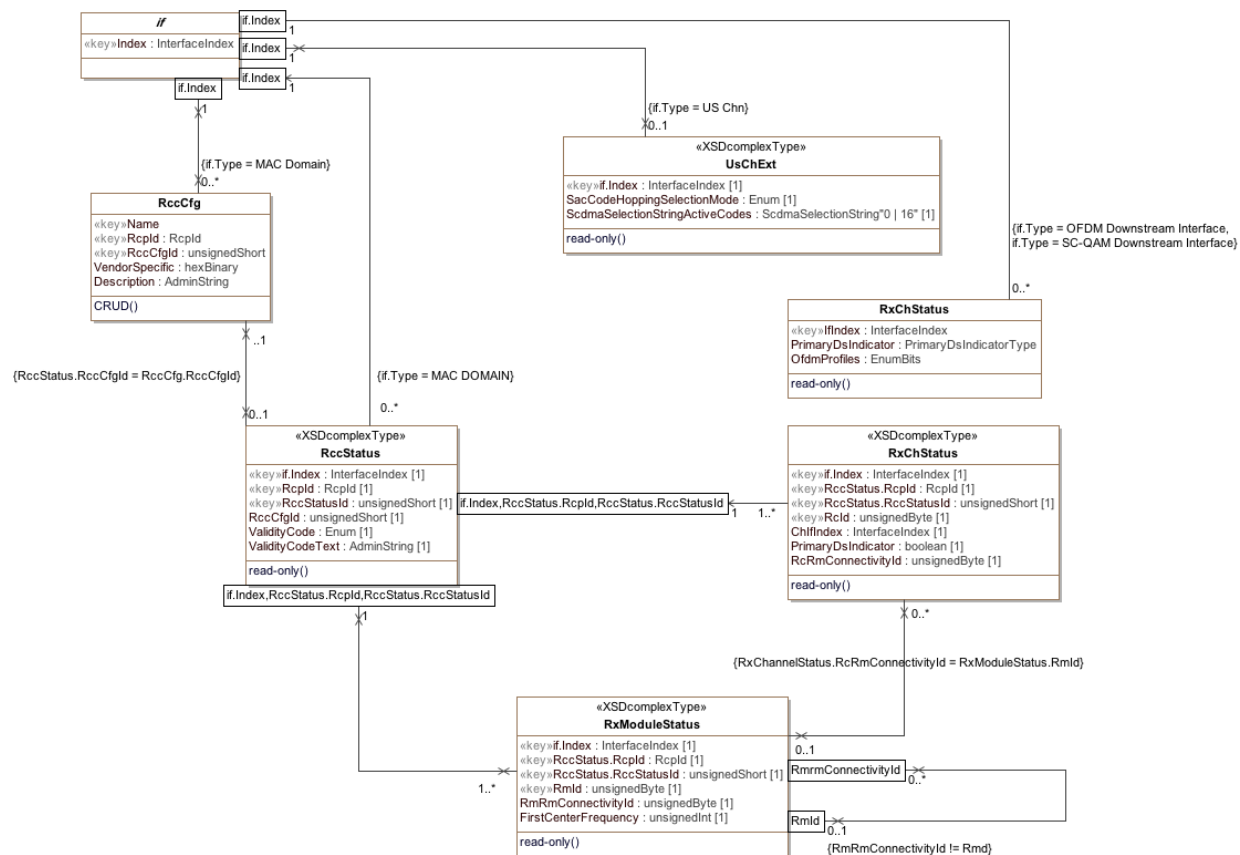 if
«key»Index : InterfaceIndex
if.Index
1
if.Index
1
if.Index
1
if.Index
1
{if.Type = US Chn}
0..1
«XSDcomplexType»
UsChExt
«key»if.Index : InterfaceIndex [1]
SacCodeHoppingSelectionMode : Enum [1]
ScdmaSelectionStringActiveCodes : ScdmaSelectionString"0 | 16" [1]
read-only()
{if.Type = MAC Domain}
0..*
RccCfg
«key»Name
«key»RcpId : RcpId
«key»RccCfgId : unsignedShort
VendorSpecific : hexBinary
Description : AdminString
CRUD()
{if.Type = OFDM Downstream Interface,
if.Type = SC-QAM Downstream Interface}
0..*
RxChStatus
«key»IfIndex : InterfaceIndex
PrimaryDsIndicator : PrimaryDsIndicatorType
OfdmProfiles : EnumBits
read-only()
..1
{RccStatus.RccCfgId = RccCfg.RccCfgId}
{if.Type = MAC DOMAIN}
0..1
0..*
«XSDcomplexType»
RccStatus
«key»if.Index : InterfaceIndex [1]
«key»RcpId : RcpId [1]
«key»RccStatusId : unsignedShort [1]
RccCfgId : unsignedShort [1]
ValidityCode : Enum [1]
ValidityCodeText : AdminString [1]
read-only()
if.Index,RccStatus.RcpId,RccStatus.RccStatusId
1
1..*
«XSDcomplexType»
RxChStatus
«key»if.Index : InterfaceIndex [1]
«key»RccStatus.RcpId : RcpId [1]
«key»RccStatus.RccStatusId : unsignedShort [1]
«key»RcId : unsignedByte [1]
ChIfIndex : InterfaceIndex [1]
PrimaryDsIndicator : boolean [1]
RcRmConnectivityId : unsignedByte [1]
read-only()
if.Index,RccStatus.RcpId,RccStatus.RccStatusId
1
0..*
{RxChannelStatus.RcRmConnectivityId = RxModuleStatus.RmId}
0..1
1..*
«XSDcomplexType»
RxModuleStatus
«key»if.Index : InterfaceIndex [1]
«key»RccStatus.RcpId : RcpId [1]
«key»RccStatus.RccStatusId : unsignedShort [1]
«key»RmId : unsignedByte [1]
RmRmConnectivityId : unsignedByte [1]
FirstCenterFrequency : unsignedInt [1]
read-only()
RmrmConnectivityId
0..*
RmId
0..1
{RmRmConnectivityId != Rmd}